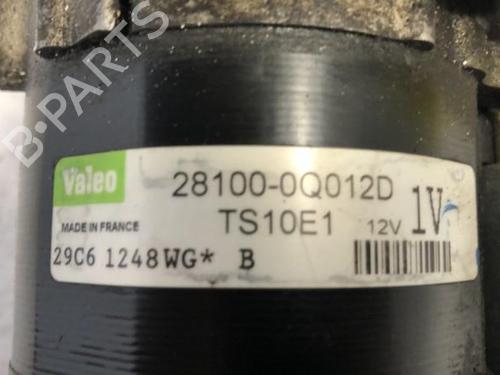 B-PARTS
Valeo
28100-0Q012D
MADE IN FRANCE
TS10E1 12V 1V
29C6 1248WG* B